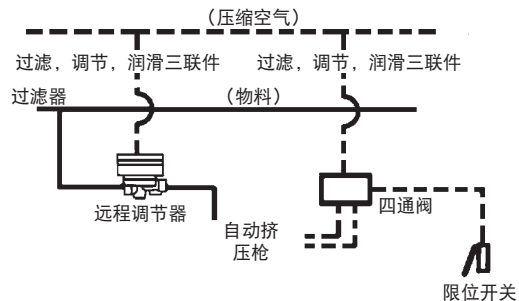 （压缩空气）
过滤，调节，润滑三联件
过滤，调节，润滑三联件
过滤器
（物料）
远程调节器
四通阀
自动挤
压枪
限位开关